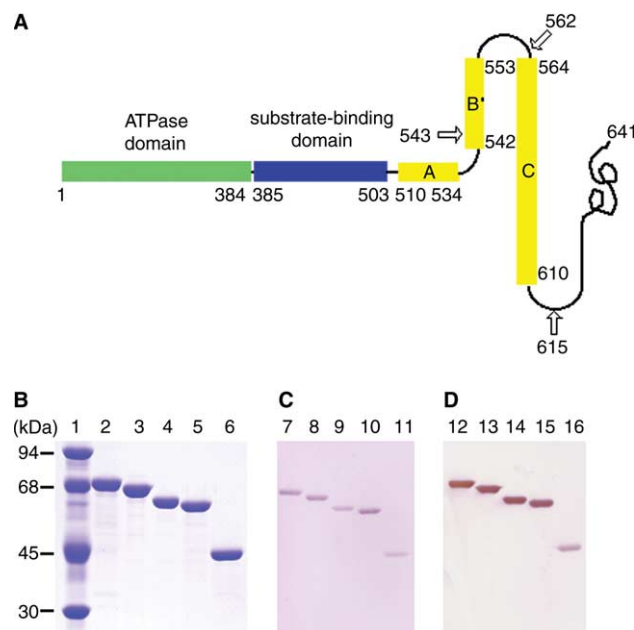 A
562
553
564
B'
ATPase
domain
substrate-binding
domain
543
542
641
A
C
1
384
385
503
510
534
610
615
B
C
D
(kDa)
1 2 3 4 5 6
7 8 9 10 11
12 13 14 15 16
94
68
45
30